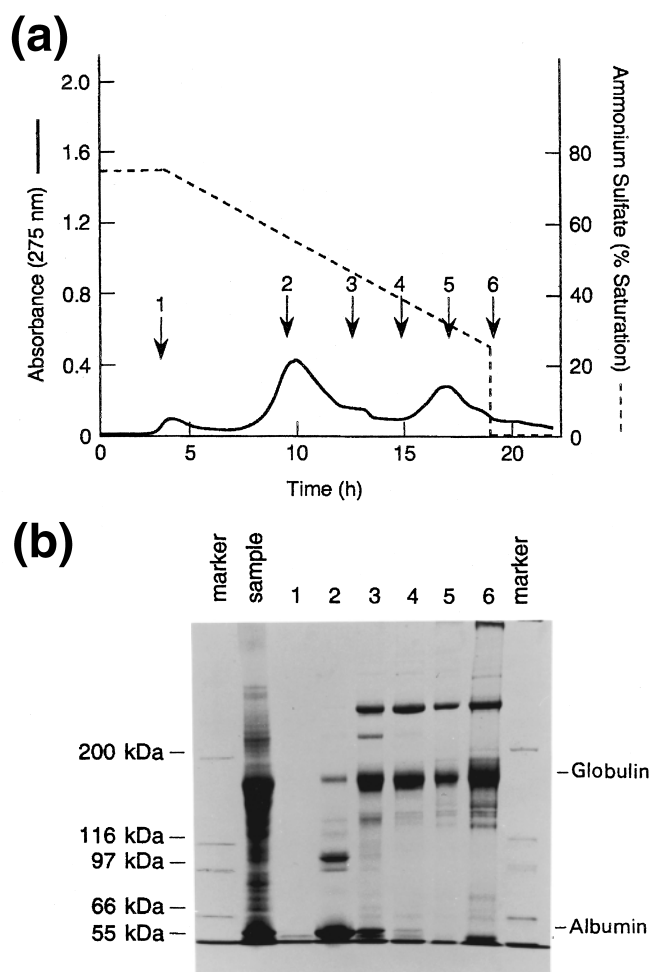 (a)
Absorbance (275 nm)
2.0
1.6
1.2
0.8
0.4
0
80
60
40
20
0
Ammonium Sulfate (% Saturation)
1
2
3
4
5
6
0
5
10
15
20
Time (h)
(b)
marker
sample
1
2
3
4
5
6
marker
200 kDa
116 kDa
97 kDa
66 kDa
55 kDa
Globulin
Albumin